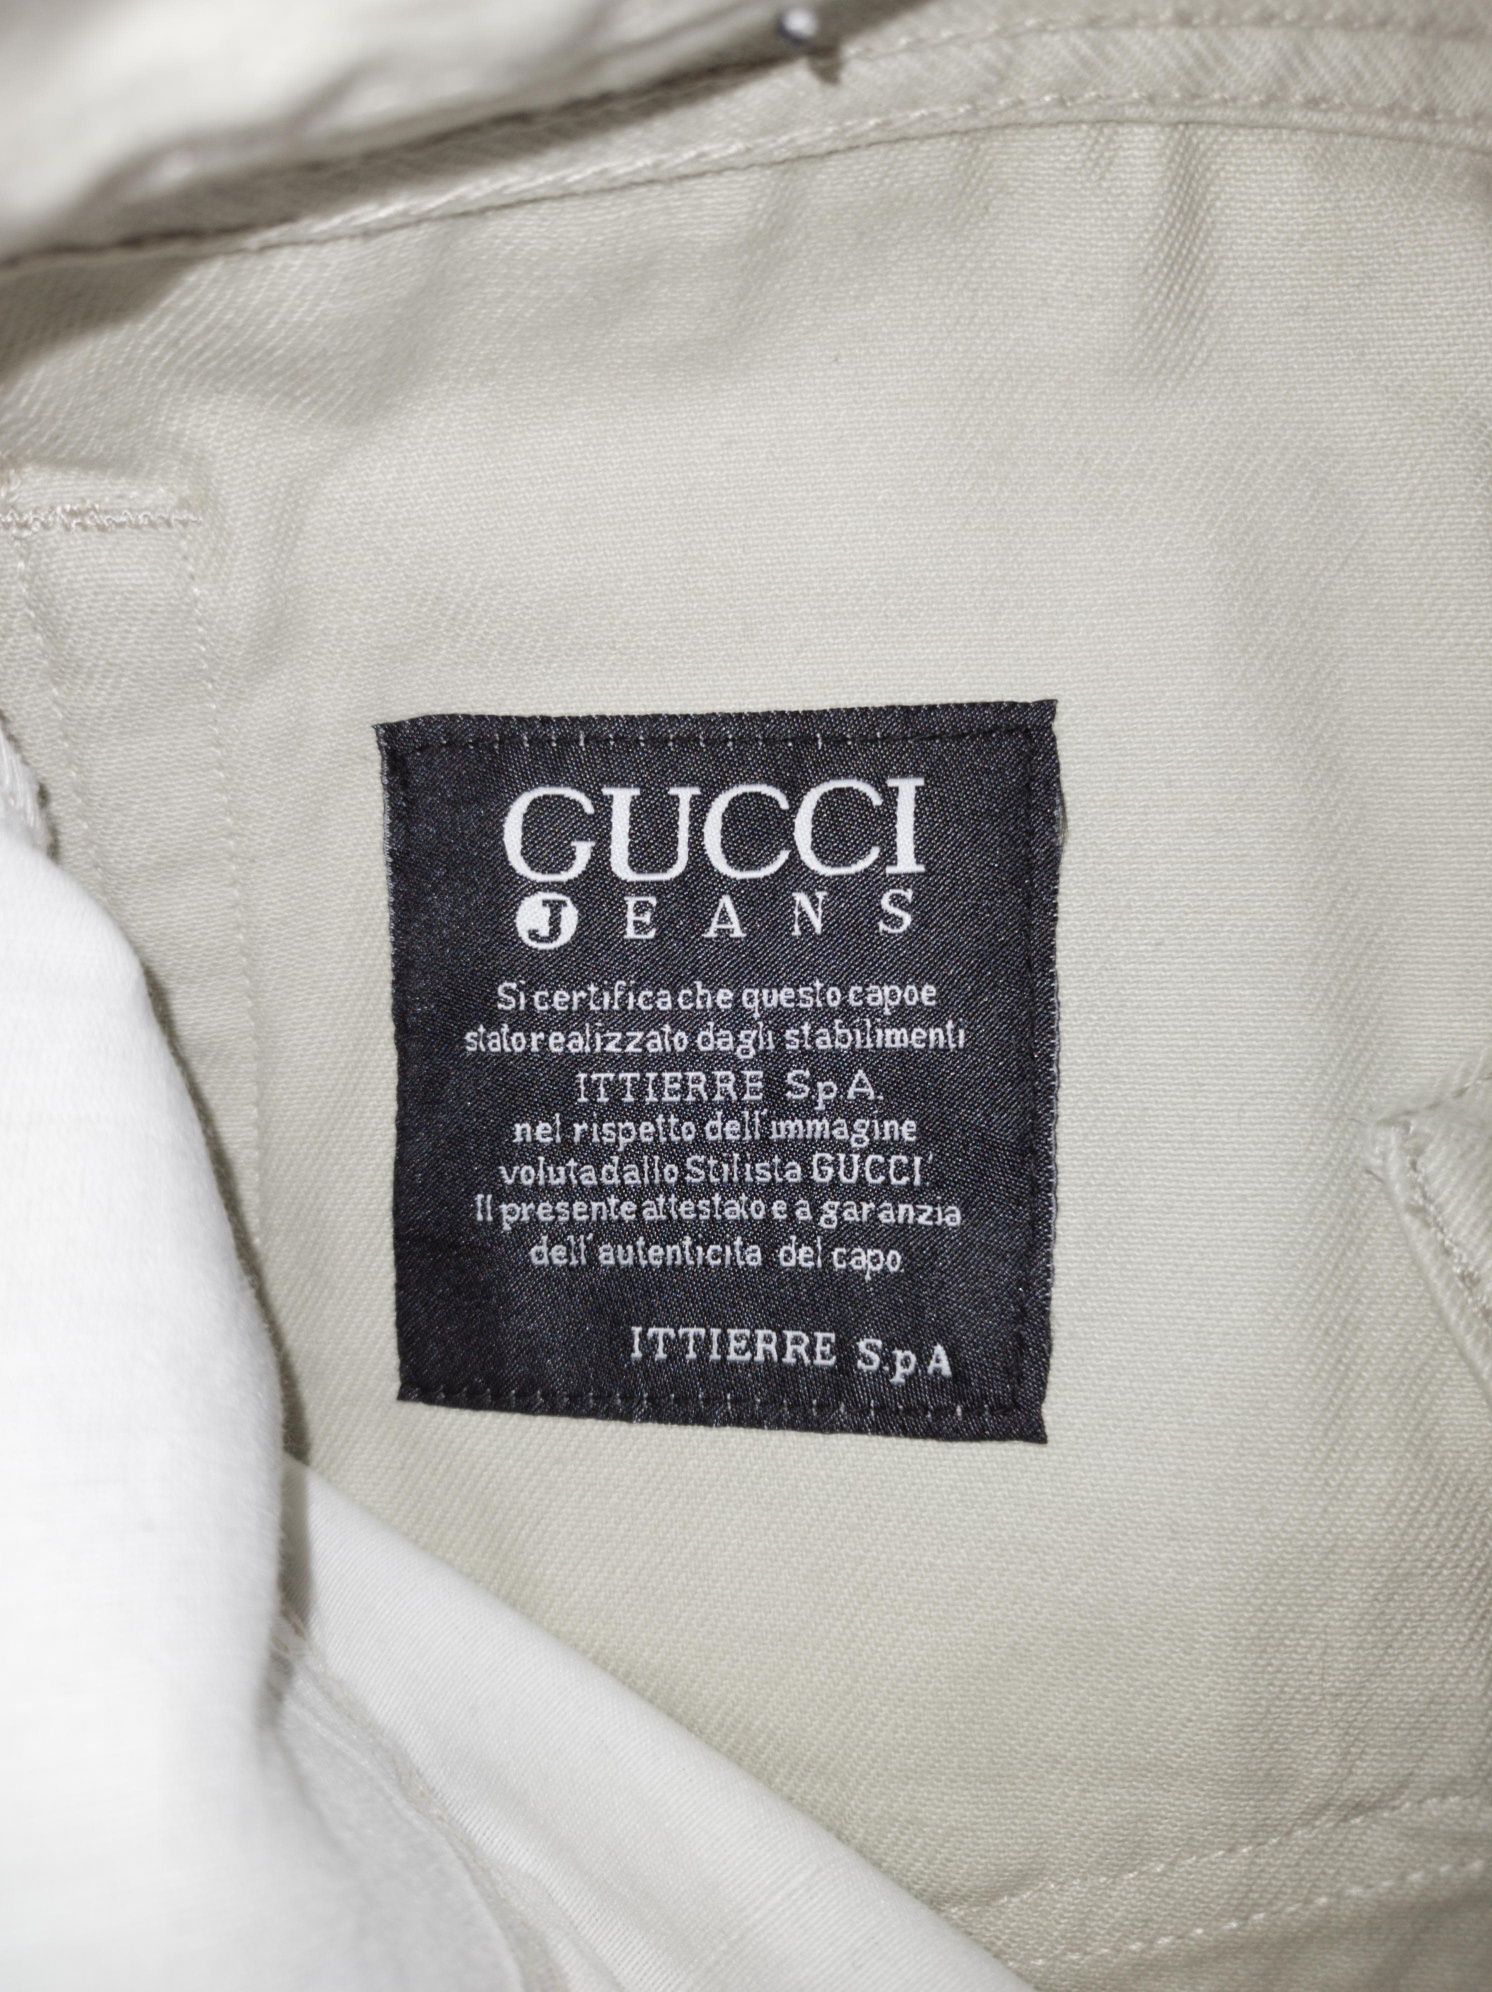 GUCCI
JEANS
Si certifica che questo capo e
stato realizzato dagli stabilimenti
ITTIERRE SpA.
nel rispetto dell'immagine
voluta dallo Stilista GUCCI
Il presente attestato e a garanzia
dell'autenticita del capo
ITTIERRE S.p A